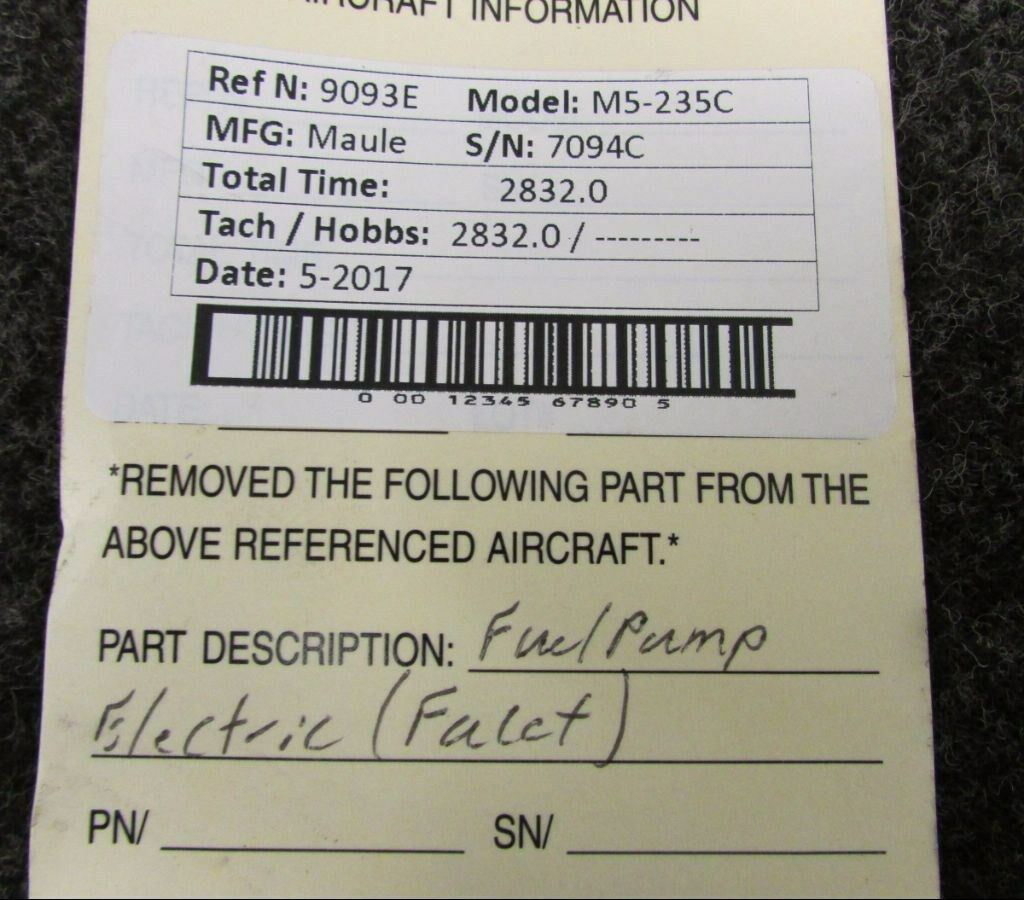 AIRCRAFT INFORMATION
Ref N: 9093E Model: M5-235C
MFG: Maule S/N: 7094C
Total Time: 2832.0
Tach / Hobbs: 2832.0 / ---------
Date: 5-2017
0 00 12345 67890 5
*REMOVED THE FOLLOWING PART FROM THE
ABOVE REFERENCED AIRCRAFT.*
PART DESCRIPTION: Fuel Pump
Electric (Facet)
PN/ SN/